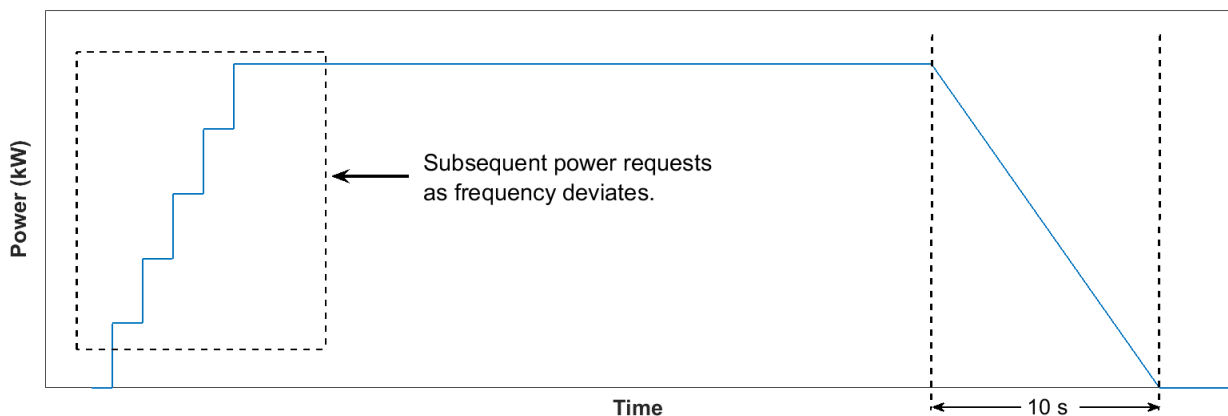 Power (kW)
Subsequent power requests
as frequency deviates.
Time
10 s